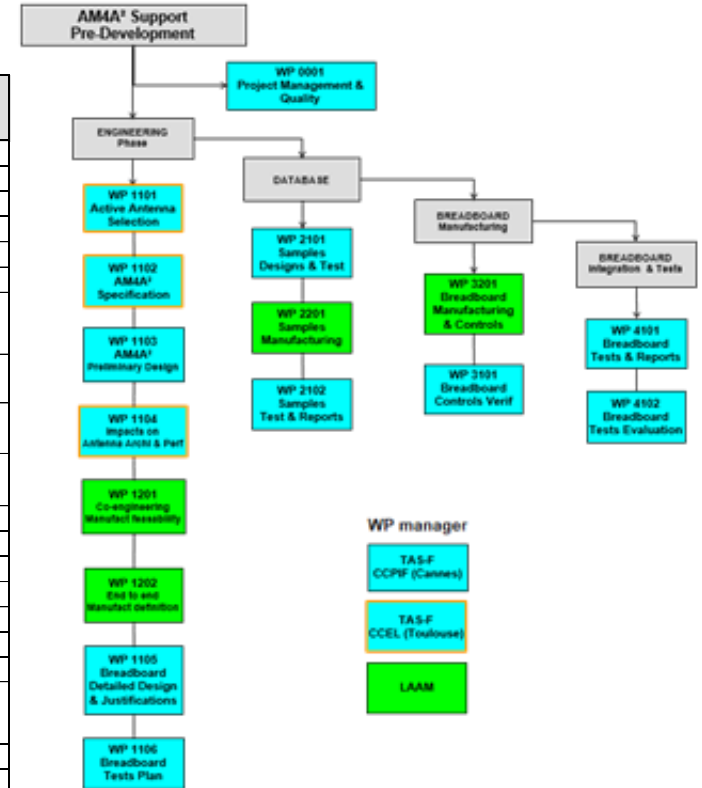 AM4A² Support
Pre-Development
WP 0001
Project Management &
Quality
ENGINEERING
Phase
WP 1101
Active Antenna
Selection
WP 1102
AM4A²
Specification
WP 1103
AM4A²
Preliminary Design
WP 1104
Impacts on
Antenna Archi & Perf
WP 1201
Co-engineering
Manufact feasability
WP 1202
End to end
Manufact definition
WP 1105
Breadboard
Detailed Design
& Justifications
WP 1106
Breadboard
Tests Plan
DATABASE
WP 2101
Samples
Designs & Test
WP 2201
Samples
Manufacturing
WP 2102
Samples
Test & Reports
BREADBOARD
Manufacturing
WP 3201
Breadboard
Manufacturing
& Controls
WP 3101
Breadboard
Controls Verif
BREADBOARD
Integration & Tests
WP 4101
Breadboard
Tests & Reports
WP 4102
Breadboard
Tests Evaluation
WP manager
TAS-F
CCPIF (Cannes)
TAS-F
CCEL (Toulouse)
LAAM